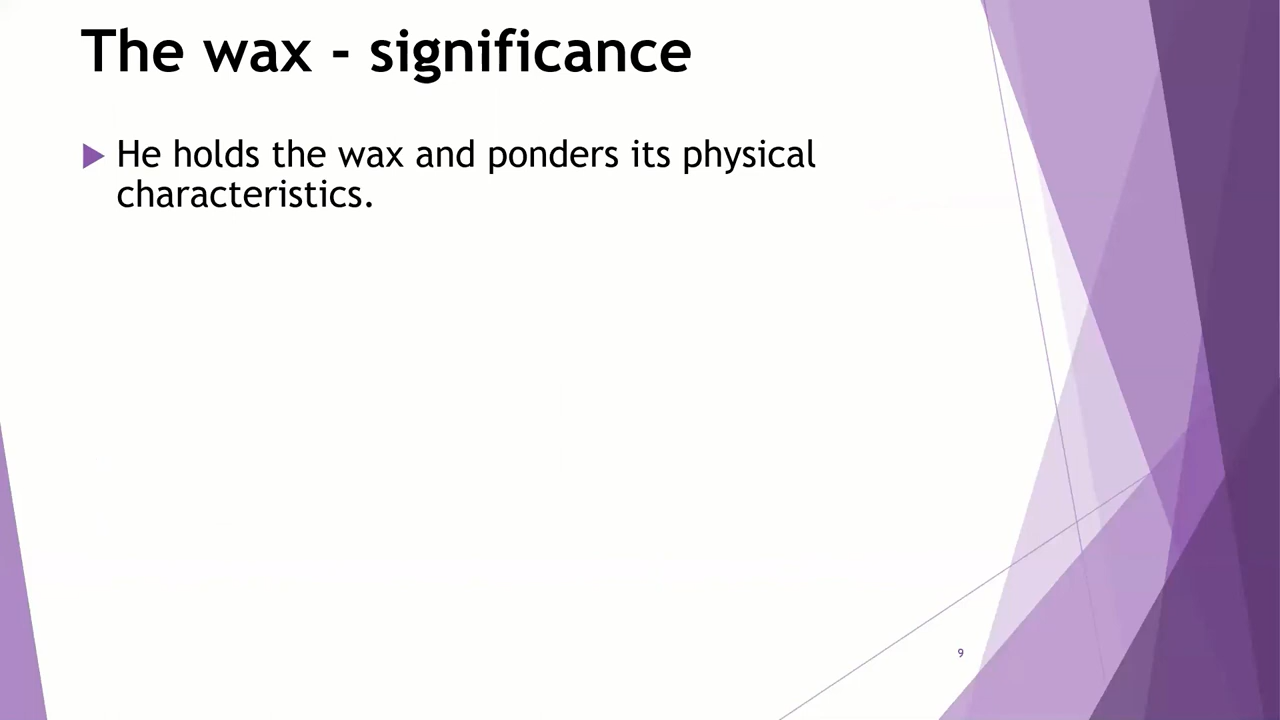 The wax - significance
He holds the wax and ponders its physical
characteristics.
9